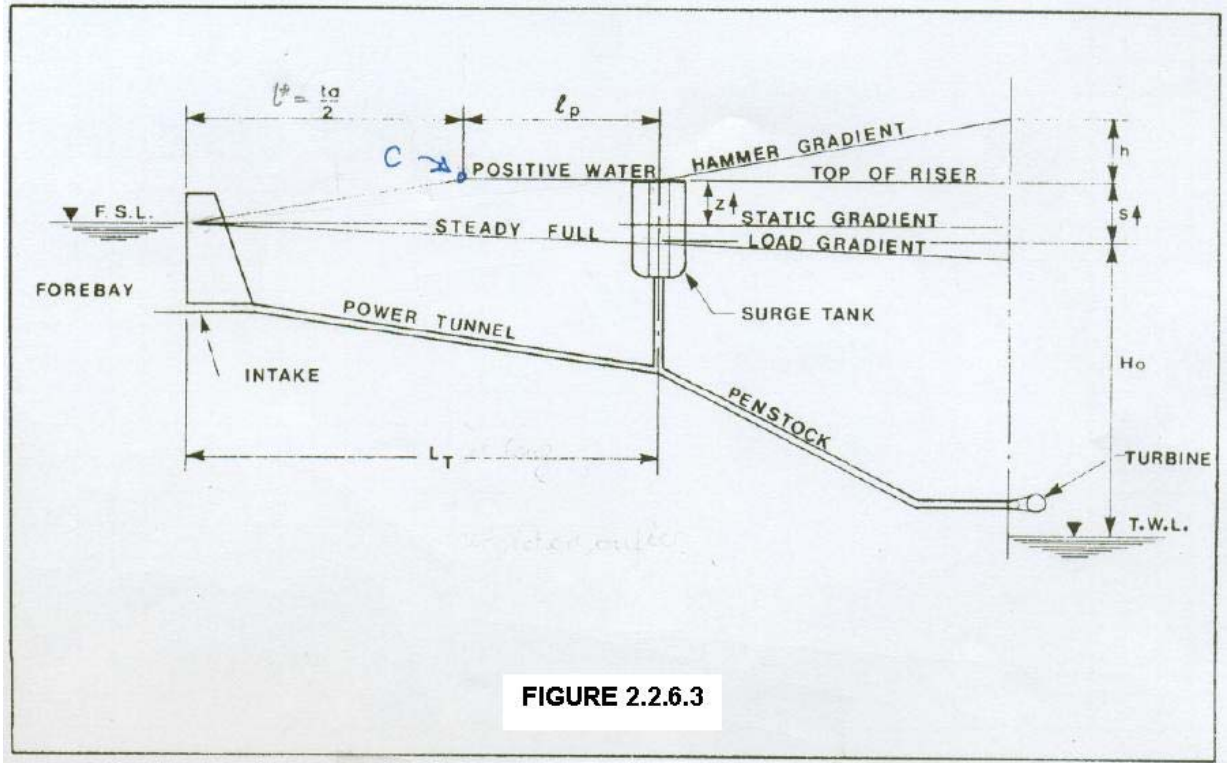 l* = ta
2
lp
C
POSITIVE WATER
HAMMER GRADIENT
TOP OF RISER
h
F.S.L.
Z
STATIC GRADIENT
S
STEADY FULL
LOAD GRADIENT
FOREBAY
POWER TUNNEL
SURGE TANK
INTAKE
Ho
PENSTOCK
LT
TURBINE
T.W.L.
FIGURE 2.2.6.3